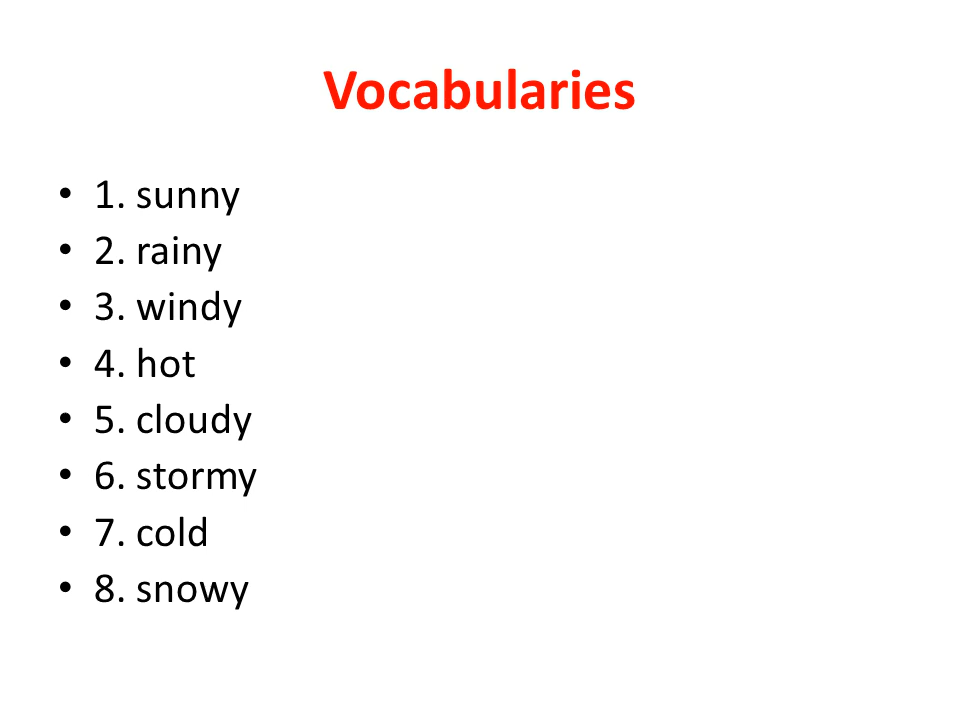 Vocabularies
• 1. sunny
• 2. rainy
• 3. windy
• 4. hot
• 5. cloudy
• 6. stormy
• 7. cold
• 8. snowy